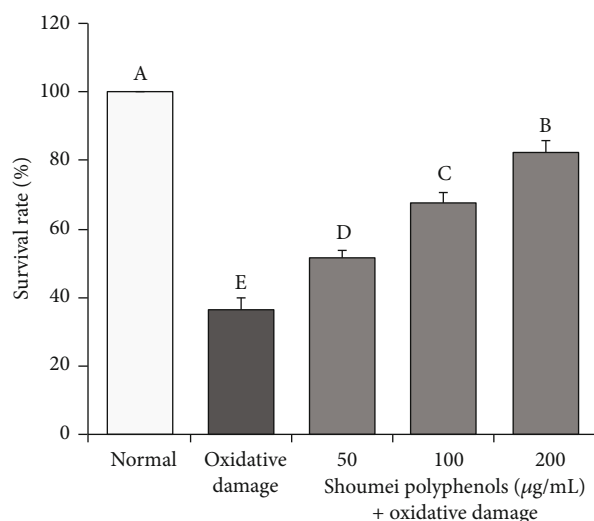 120
100
80
60
40
20
0
Survival rate (%)
A
E
D
C
B
Normal
Oxidative
damage
50
100
200
Shoumei polyphenols (μg/mL)
+ oxidative damage